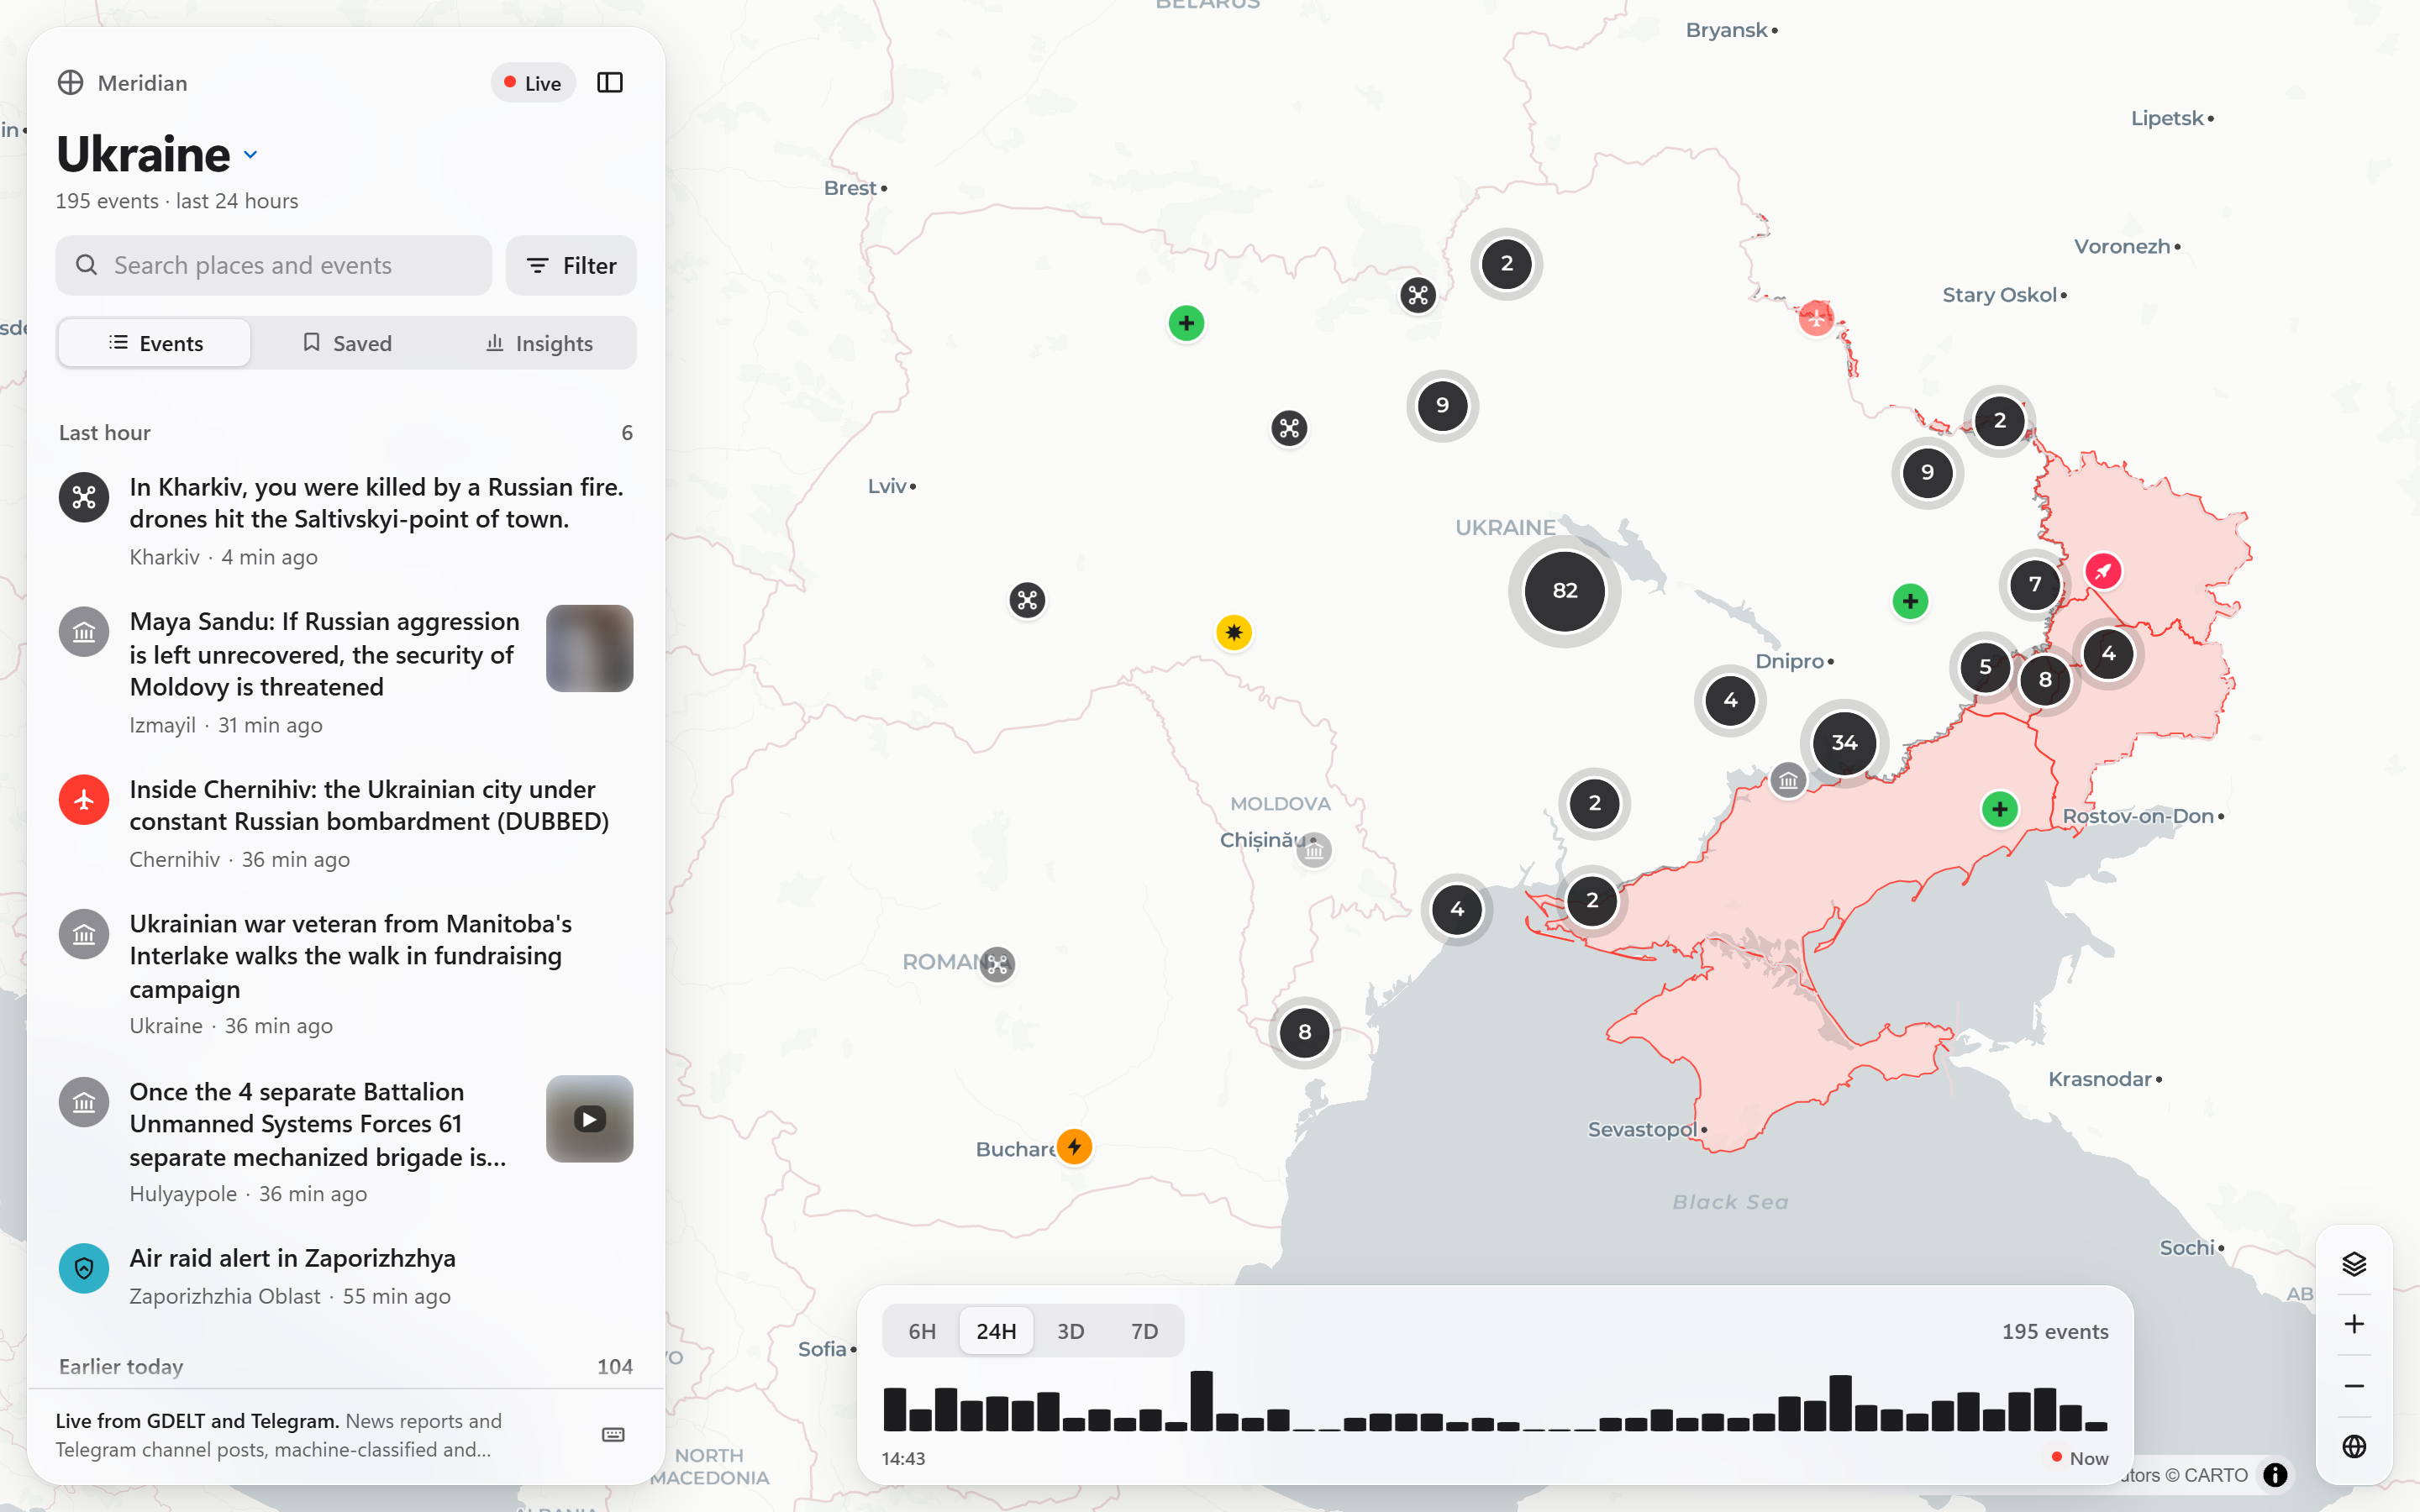 Meridian
Live
Ukraine
195 events · last 24 hours
Search places and events
Filter
Events
Saved
Insights
Last hour
6
In Kharkiv, you were killed by a Russian fire.
drones hit the Saltivskyi-point of town.
Kharkiv · 4 min ago
Maya Sandu: If Russian aggression
is left unrecovered, the security of
Moldovy is threatened
Izmayil · 31 min ago
Inside Chernihiv: the Ukrainian city under
constant Russian bombardment (DUBBED)
Chernihiv · 36 min ago
Ukrainian war veteran from Manitoba's
Interlake walks the walk in fundraising
campaign
Ukraine · 36 min ago
Once the 4 separate Battalion
Unmanned Systems Forces 61
separate mechanized brigade is...
Hulyaypole · 36 min ago
Air raid alert in Zaporizhzhya
Zaporizhzhia Oblast · 55 min ago
Earlier today
104
Live from GDELT and Telegram. News reports and
Telegram channel posts, machine-classified and...
BELARUS
Bryansk
Lipetsk
Brest
Voronezh
2
Stary Oskol
9
2
9
Lviv
UKRAINE
82
7
Dnipro
5
8
4
4
34
2
MOLDOVA
Chișinău
Rostov-on-Don
4
2
ROMAN
8
Krasnodar
Sevastopol
Buchare
Black Sea
Sochi
AB
Sofia
NORTH
MACEDONIA
6H
24H
3D
7D
195 events
14:43
Now
utors © CARTO